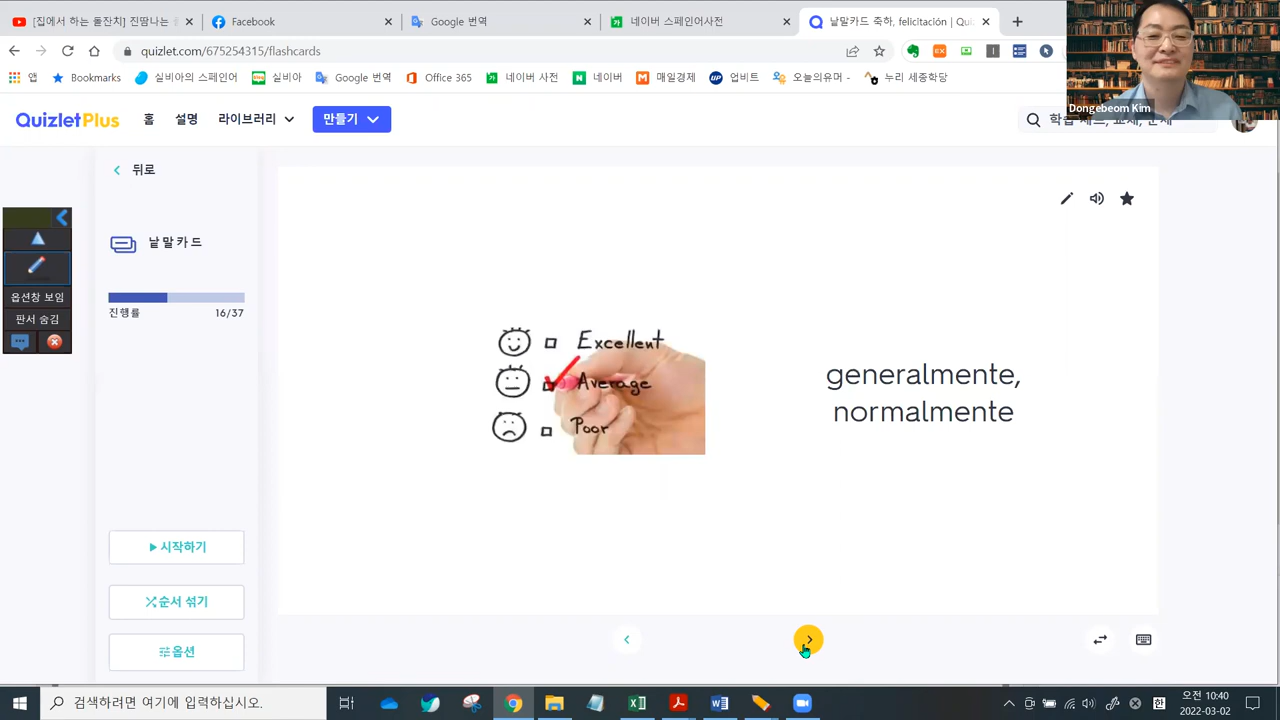 [집에서 하는 돌잔치] 진땀나는 
Facebook
Google 번역
네이버 스페인어사전
낱말카드 축하, felicitación | Qui
quizlet.com/675254315/flashcards
앱
Bookmarks
실비아의 스페인어
실비아
Google 번역
Office 365
네이버 사전
네이버
매일경제
업비트
오늘의유머 -
누리 세종학당
Dongebeom Kim
QuizletPlus
홈
설명
라이브러리
만들기
뒤로
낱말카드
진행률
16/37
옵션창 보임
판서 숨김
Excellent
Average
Poor
generalmente,
normalmente
시작하기
순서 섞기
옵션
검색하려면 여기에 입력하십시오.
한
오전 10:40
2022-03-02